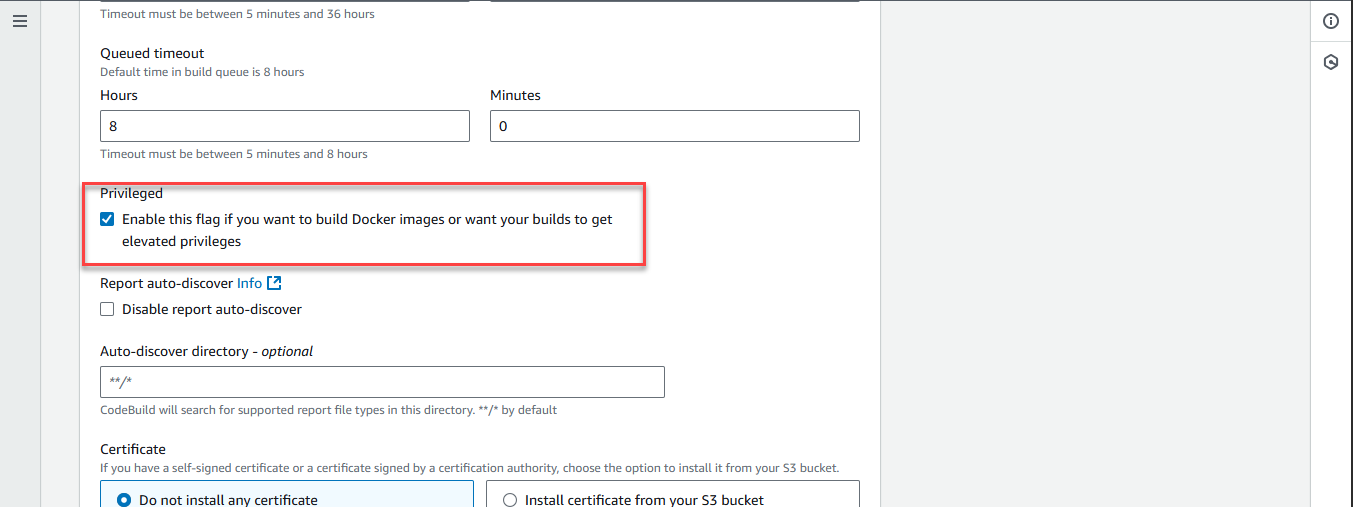 Timeout must be between 5 minutes and 36 hours
Queued timeout
Default time in build queue is 8 hours
Hours
Minutes
8
0
Timeout must be between 5 minutes and 8 hours
Privileged
Enable this flag if you want to build Docker images or want your builds to get
elevated privileges
Report auto-discover Info
Disable report auto-discover
Auto-discover directory - optional
**/*
CodeBuild will search for supported report file types in this directory. **/* by default
Certificate
If you have a self-signed certificate or a certificate signed by a certification authority, choose the option to install it from your S3 bucket.
Do not install any certificate
Install certificate from your S3 bucket